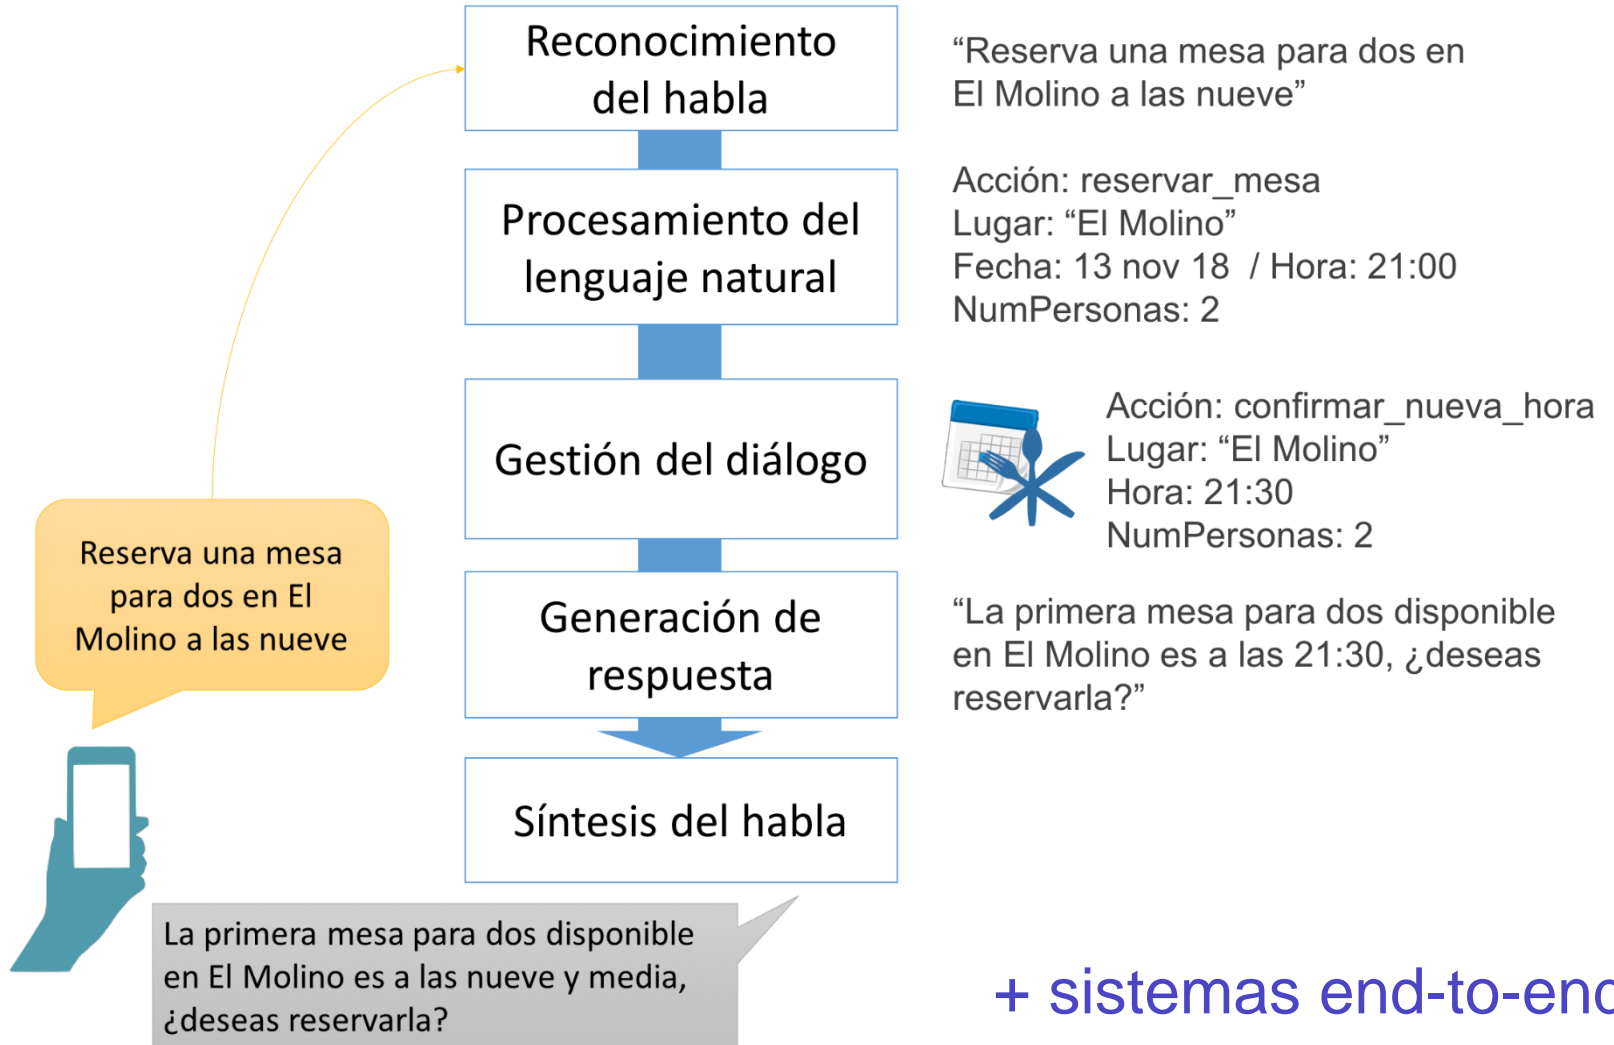 Reconocimiento
del habla
“Reserva una mesa para dos en
El Molino a las nueve”
Procesamiento del
lenguaje natural
Acción: reservar_mesa
Lugar: “El Molino”
Fecha: 13 nov 18 / Hora: 21:00
NumPersonas: 2
Gestión del diálogo
Acción: confirmar_nueva_hora
Lugar: “El Molino”
Hora: 21:30
NumPersonas: 2
Reserva una mesa
para dos en El
Molino a las nueve
Generación de
respuesta
“La primera mesa para dos disponible
en El Molino es a las 21:30, ¿deseas
reservarla?”
Síntesis del habla
La primera mesa para dos disponible
en El Molino es a las nueve y media,
¿deseas reservarla?
+ sistemas end-to-end